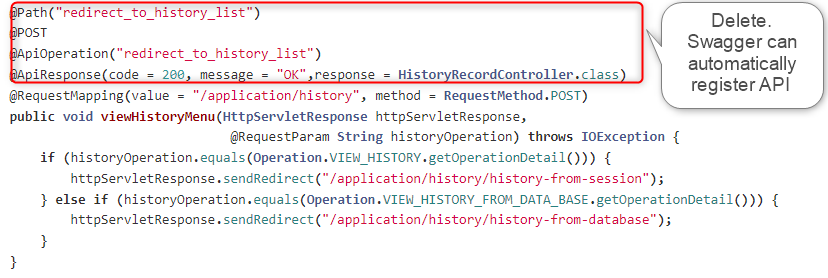 @Path("redirect_to_history_list")
@POST
@ApiOperation("redirect_to_history_list")
@ApiResponse(code = 200, message = "OK",response = HistoryRecordController.class)
@RequestMapping(value = "/application/history", method = RequestMethod.POST)
public void viewHistoryMenu(HttpServletResponse httpServletResponse,
                            @RequestParam String historyOperation) throws IOException {
    if (historyOperation.equals(Operation.VIEW_HISTORY.getOperationDetail())) {
        httpServletResponse.sendRedirect("/application/history/history-from-session");
    } else if (historyOperation.equals(Operation.VIEW_HISTORY_FROM_DATA_BASE.getOperationDetail())) {
        httpServletResponse.sendRedirect("/application/history/history-from-database");
    }
}
Delete.
Swagger can
automatically
register API